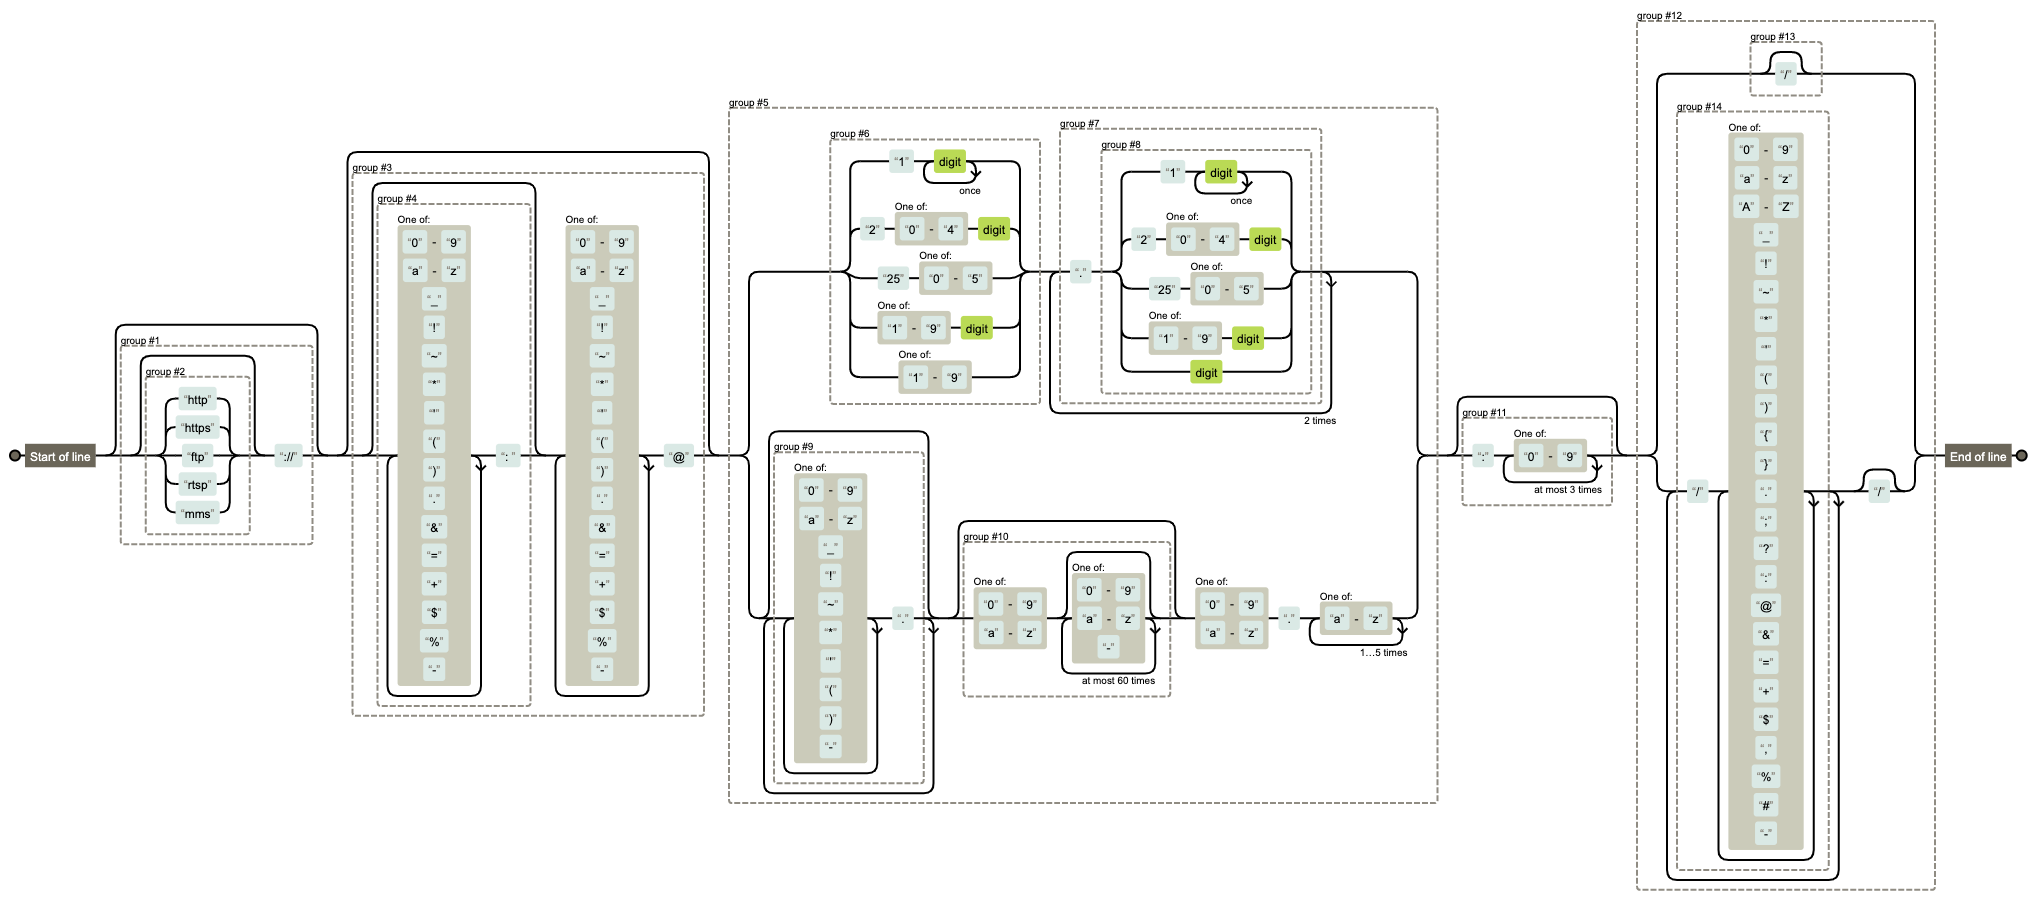 Start of line
group #1
group #2
“http”
“https”
“ftp”
“rtsp”
“mms”
“://”
group #3
group #4
One of:
“0” - “9”
“a” - “z”
“_”
“!”
“~”
“*”
“'”
“(”
“)”
“.”
“&”
“=”
“+”
“$”
“%”
“-”
“:”
One of:
“0” - “9”
“a” - “z”
“_”
“!”
“~”
“*”
“'”
“(”
“)”
“.”
“&”
“=”
“+”
“$”
“%”
“-”
“@”
group #5
group #6
“1” digit
once
One of:
“2” “0” - “4” digit
One of:
“25” “0” - “5”
One of:
“1” - “9” digit
One of:
“1” - “9”
group #7
“.”
group #8
“1” digit
once
One of:
“2” “0” - “4” digit
One of:
“25” “0” - “5”
One of:
“1” - “9” digit
digit
2 times
group #9
One of:
“0” - “9”
“a” - “z”
“_”
“!”
“~”
“*”
“'”
“(”
“)”
“-”
“.”
group #10
One of:
“0” - “9”
“a” - “z”
One of:
“0” - “9”
“a” - “z”
“-”
at most 60 times
One of:
“0” - “9”
“a” - “z”
“.”
One of:
“a” - “z”
1...5 times
group #11
“:”
One of:
“0” - “9”
at most 3 times
group #12
group #13
“/”
group #14
“/”
One of:
“0” - “9”
“a” - “z”
“A” - “Z”
“_”
“!”
“~”
“*”
“'”
“(”
“)”
“{”
“}”
“.”
“;”
“?”
“:”
“@”
“&”
“=”
“+”
“$”
“,”
“%”
“#”
“-”
“/”
End of line